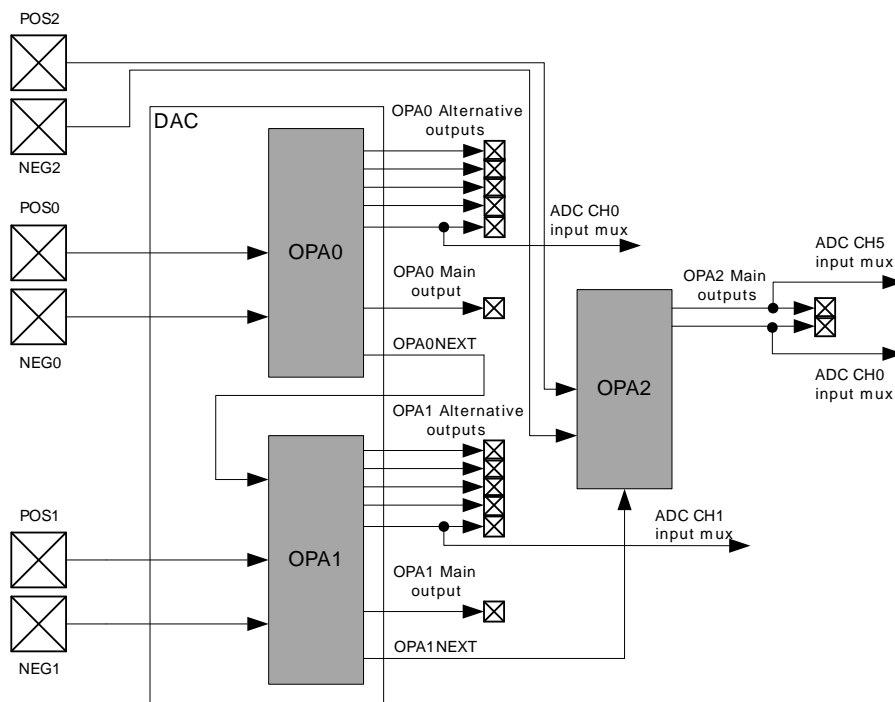 POS2
NEG2
DAC
OPA0 Alternative
outputs
POS0
OPA0
ADC CH0
input mux
ADC CH5
input mux
OPA0 Main
output
OPA2 Main
outputs
NEG0
OPA0NEXT
OPA2
ADC CH0
input mux
OPA1 Alternative
outputs
POS1
ADC CH1
input mux
OPA1
OPA1 Main
output
OPA1NEXT
NEG1